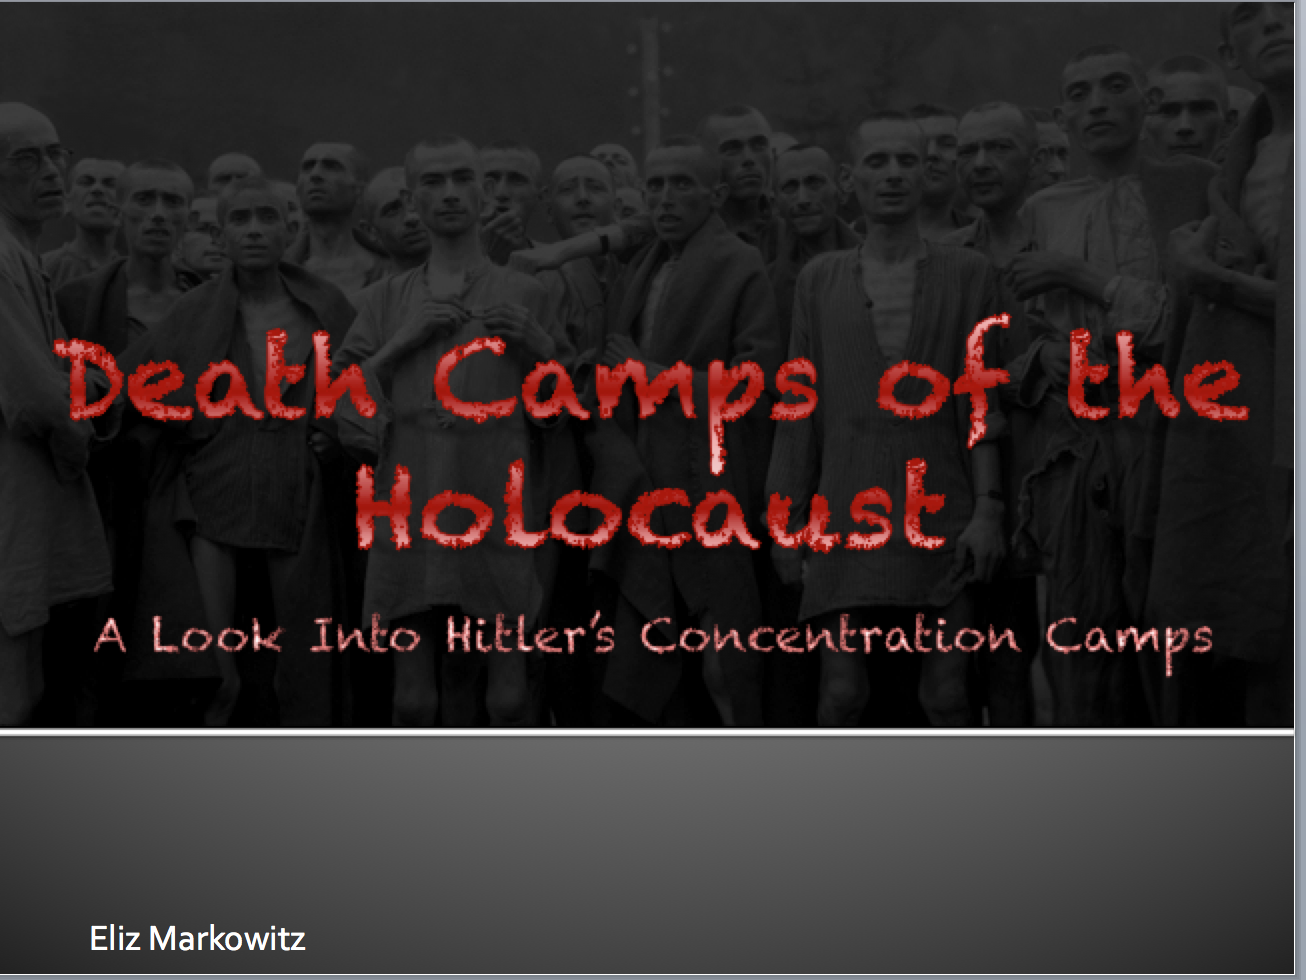 Death Camps of the
Holocaust
A Look Into Hitler's Concentration Camps
Eliz Markowitz